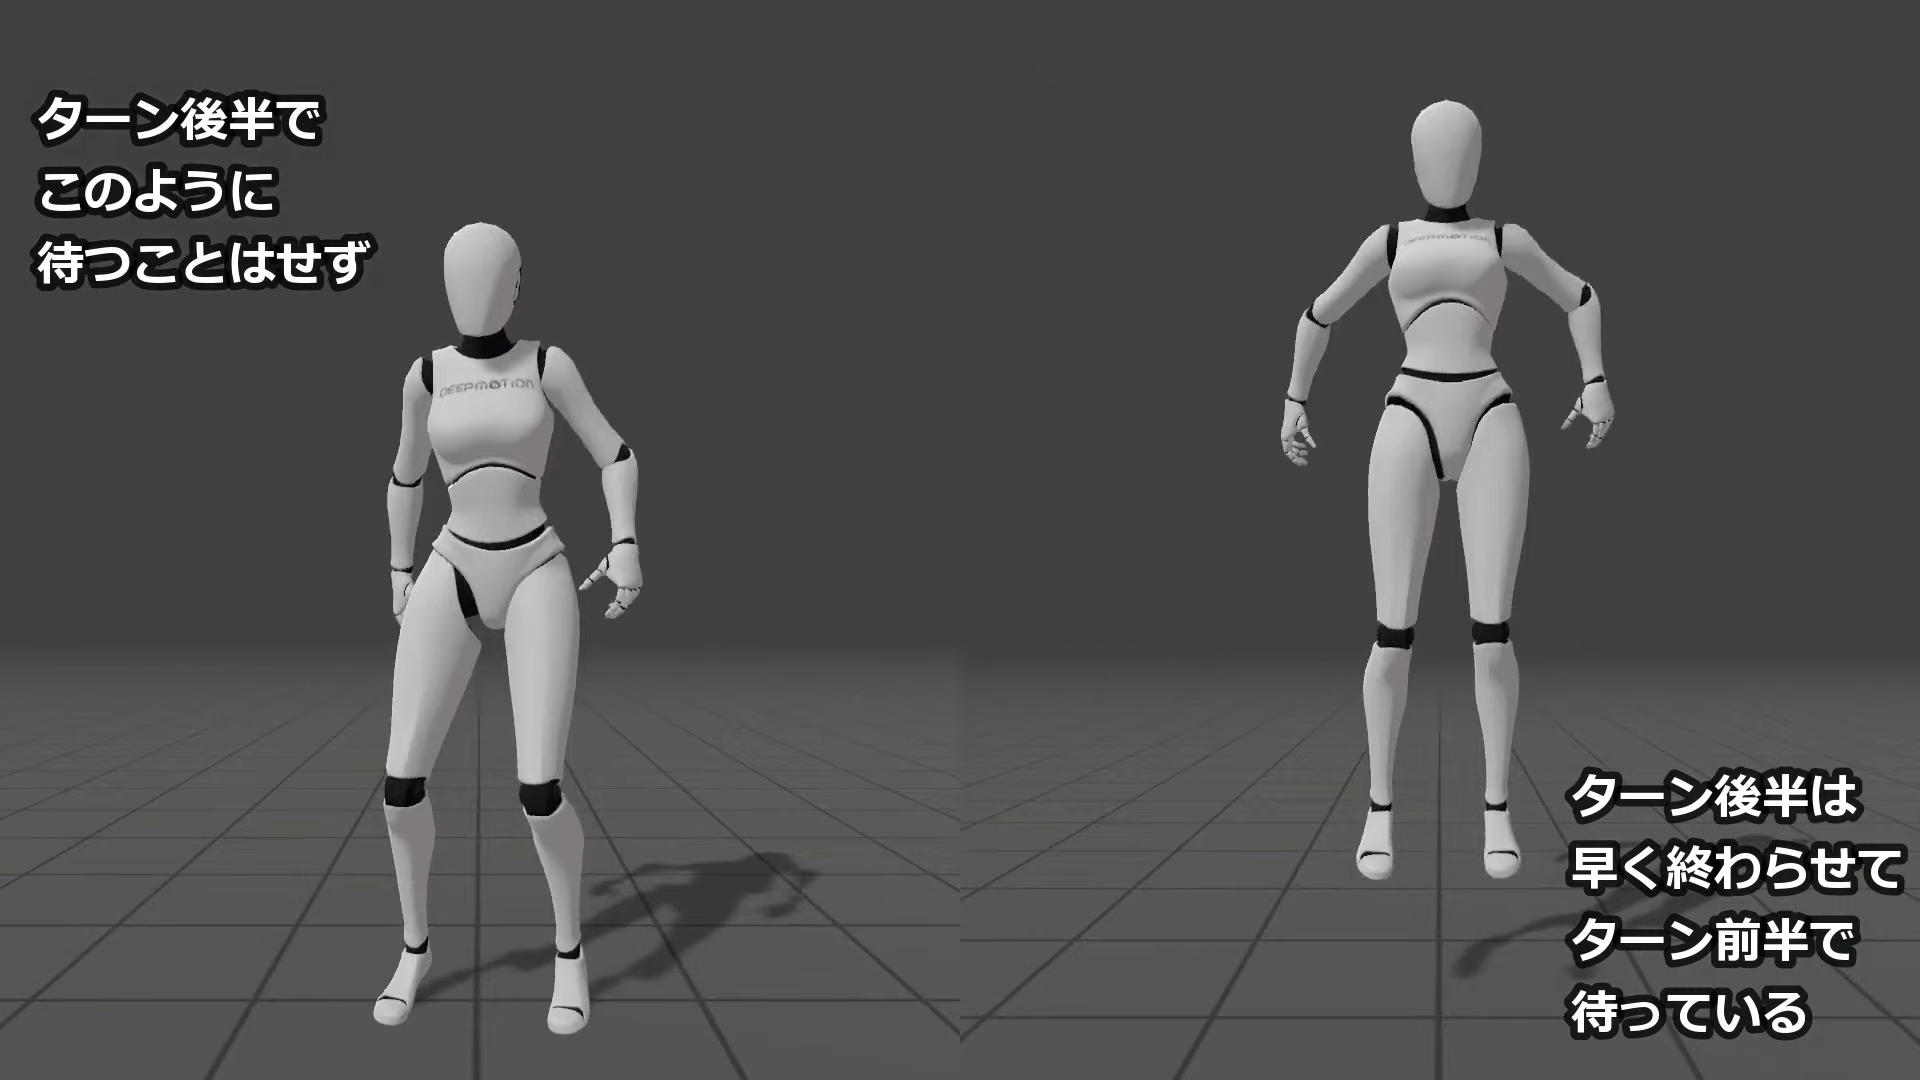 ターン後半で
このように
待つことはせず
DEEPMOTION
DEEPMOTION
ターン後半は
早く終わらせて
ターン前半で
待っている